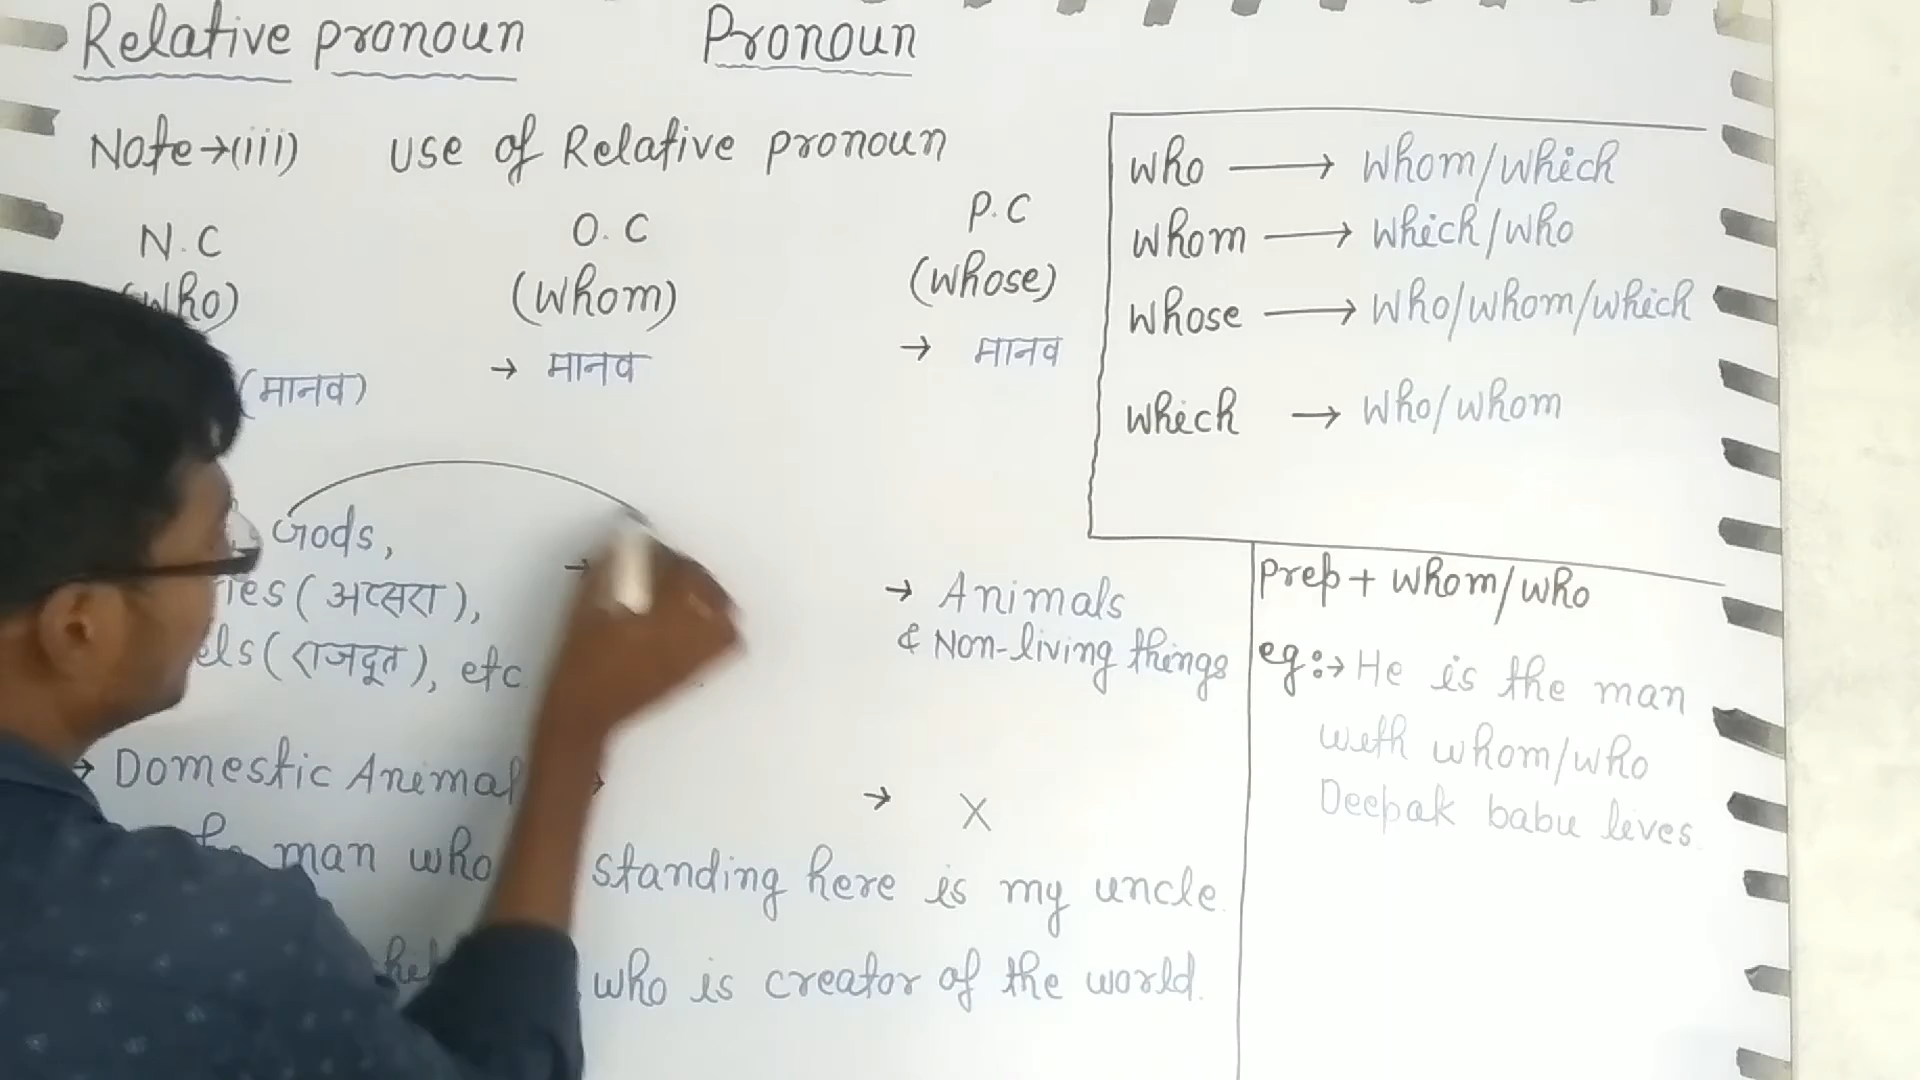 Relative pronoun Pronoun
Note→(iii) use of Relative pronoun
N.C O.C P.C
(who) (whom) (whose)
(मानव) → मानव → मानव
Gods,
(अप्सरा),
(राजदूत), etc
→ Animals
& Non-living things
→ Domestic Animal
→ X
man who standing here is my uncle.
who is creator of the world.
who → whom/which
whom → which/who
whose → who/whom/which
which → who/whom
Prep + whom/who
eg:→ He is the man
with whom/who
Deepak babu lives.